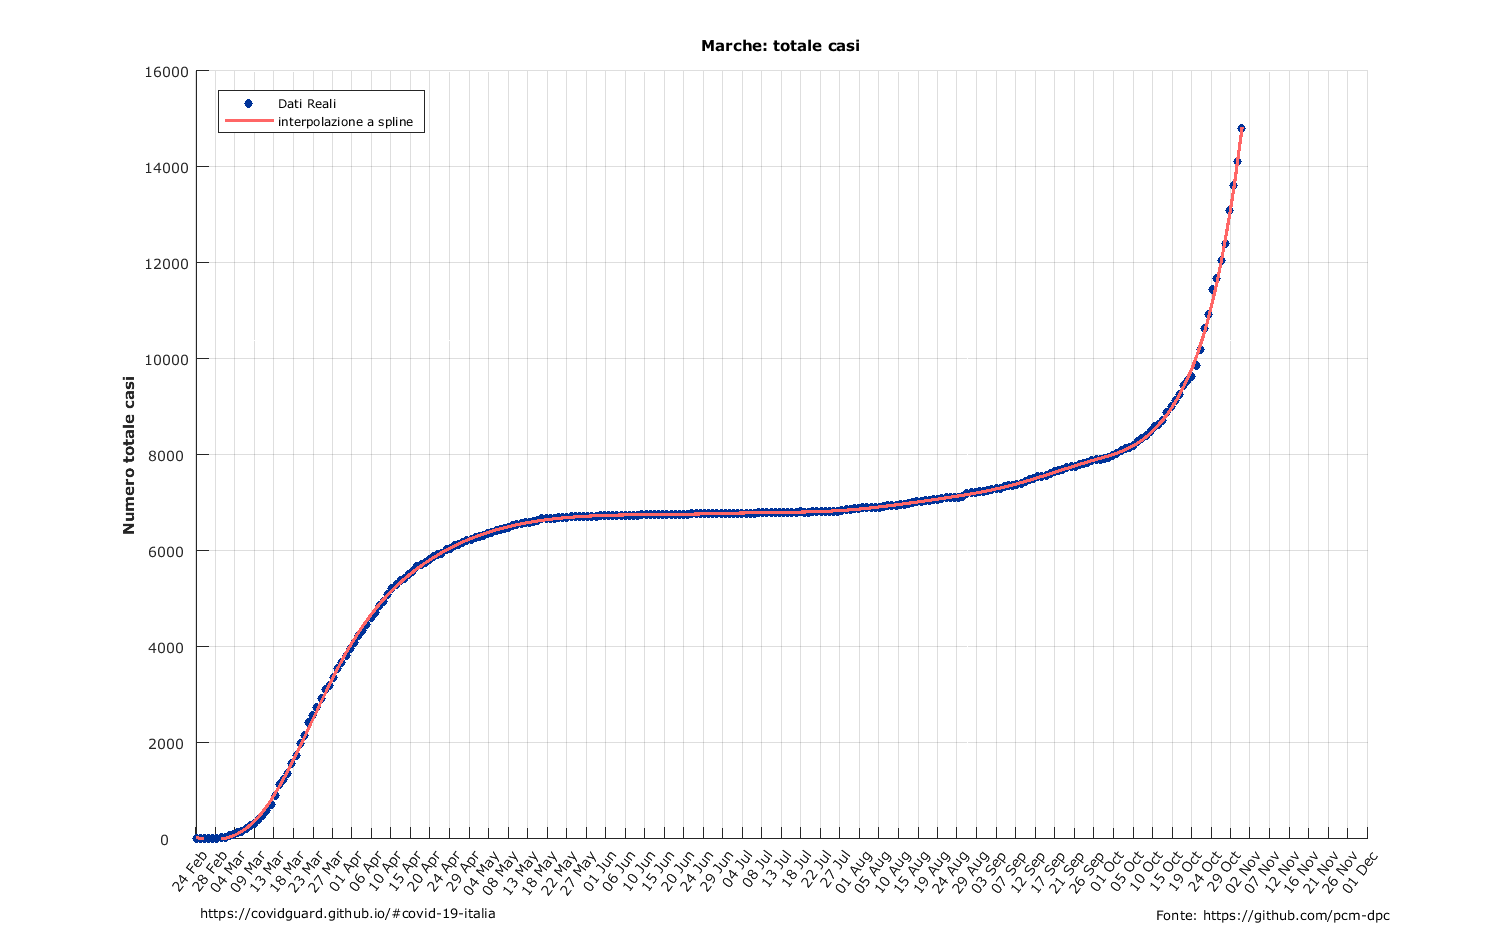 Marche: totale casi
16000
14000
12000
10000
8000
6000
4000
2000
0
Numero totale casi
Dati Reali
interpolazione a spline
24 Feb
28 Feb
04 Mar
09 Mar
13 Mar
18 Mar
23 Mar
27 Mar
01 Apr
06 Apr
10 Apr
15 Apr
20 Apr
24 Apr
29 Apr
04 May
08 May
13 May
18 May
22 May
27 May
01 Jun
06 Jun
10 Jun
15 Jun
20 Jun
24 Jun
29 Jun
04 Jul
08 Jul
13 Jul
18 Jul
22 Jul
27 Jul
01 Aug
05 Aug
10 Aug
15 Aug
19 Aug
24 Aug
29 Aug
03 Sep
07 Sep
12 Sep
17 Sep
21 Sep
26 Sep
01 Oct
05 Oct
10 Oct
15 Oct
19 Oct
24 Oct
29 Oct
02 Nov
07 Nov
12 Nov
16 Nov
21 Nov
26 Nov
01 Dec
https://covidguard.github.io/#covid-19-italia
Fonte: https://github.com/pcm-dpc